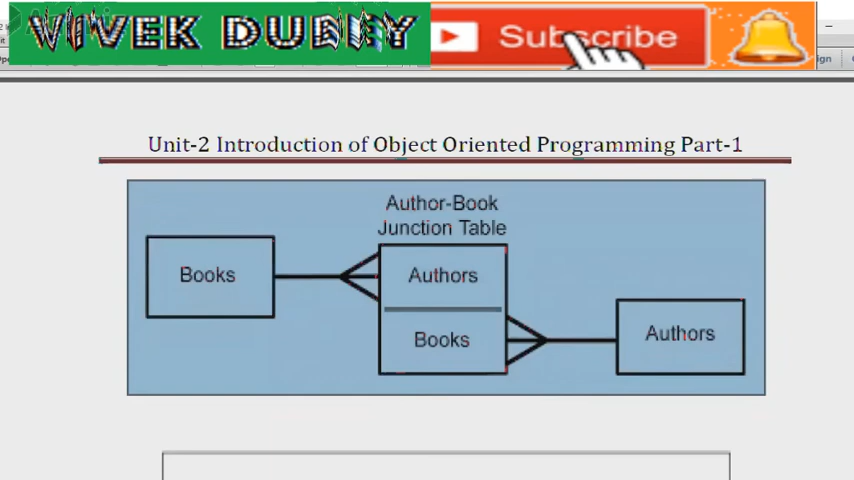 VIVEK DUBEY
Subscribe
Unit-2 Introduction of Object Oriented Programming Part-1
Author-Book
Junction Table
Books
Authors
Books
Authors